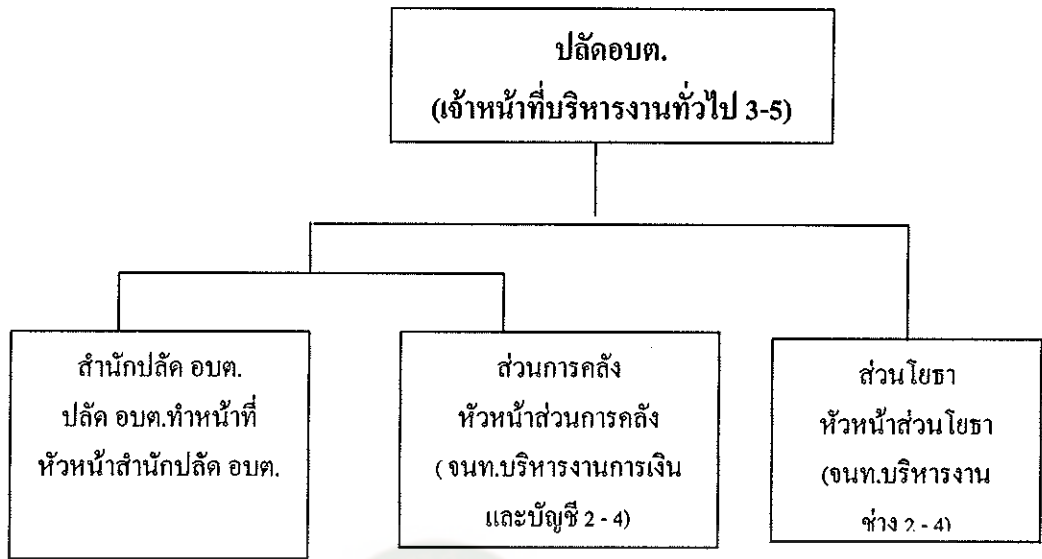 ปลัดอบต.
(เจ้าหน้าที่บริหารงานทั่วไป 3-5)
สำนักปลัด อบต.
ปลัด อบต.ทำหน้าที่
หัวหน้าสำนักปลัด อบต.
ส่วนการคลัง
หัวหน้าส่วนการคลัง
( จนท.บริหารงานการเงิน
และบัญชี 2 - 4)
ส่วนโยธา
หัวหน้าส่วนโยธา
(จนท.บริหารงาน
ช่าง 2 - 4)